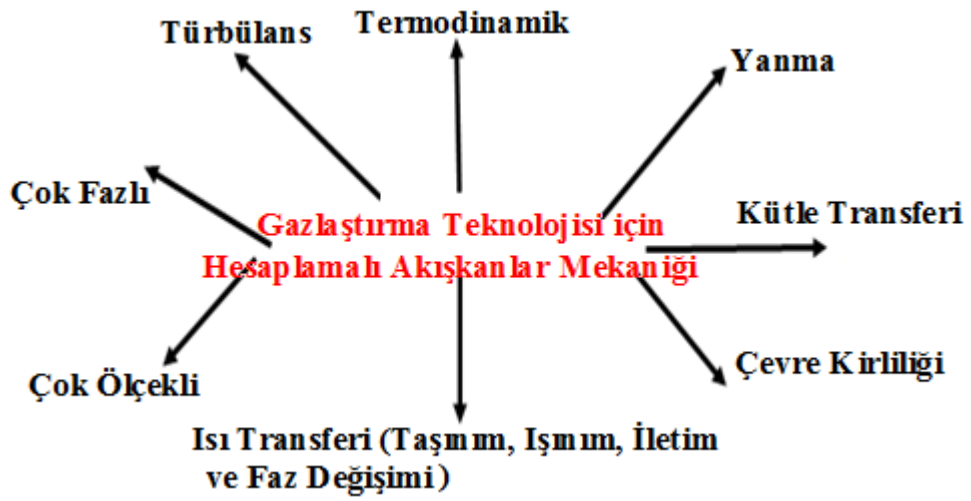 Türbülans
Termodinamik
Yanma
Çok Fazlı
Gazlaştırma Teknolojisi için
Hesaplamalı Akışkanlar Mekaniği
Kütle Transferi
Çok Ölçekli
Çevre Kirliliği
Isı Transferi (Taşınım, Işınım, İletim
ve Faz Değişimi)